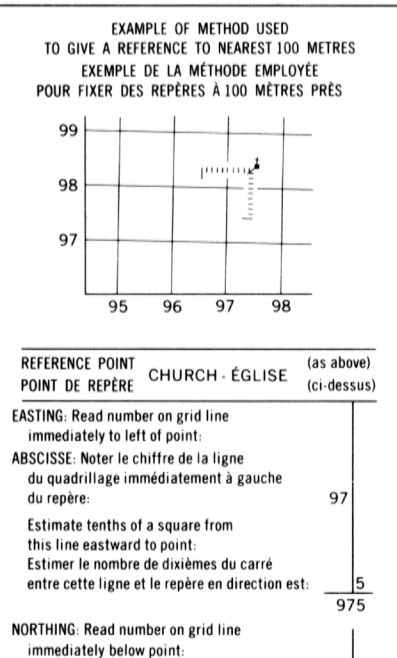 EXAMPLE OF METHOD USED
TO GIVE A REFERENCE TO NEAREST 100 METRES
EXEMPLE DE LA MÉTHODE EMPLOYÉE
POUR FIXER DES REPÈRES À 100 MÈTRES PRÈS
99
98
97
95 96 97 98
REFERENCE POINT
POINT DE REPÈRE
CHURCH - ÉGLISE
(as above)
(ci-dessus)
EASTING: Read number on grid line
immediately to left of point:
ABSCISSE: Noter le chiffre de la ligne
du quadrillage immédiatement à gauche
du repère: 97
Estimate tenths of a square from
this line eastward to point:
Estimer le nombre de dixièmes du carré
entre cette ligne et le repère en direction est: 5
975
NORTHING: Read number on grid line
immediately below point: